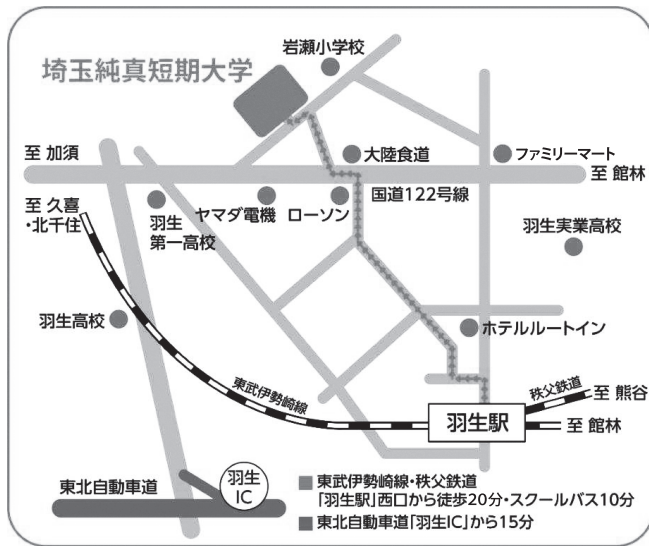 岩瀬小学校
埼玉純真短期大学
至 加須
大陸食道
ファミリーマート
至 館林
国道122号線
至 久喜
・北千住
羽生
第一高校
ヤマダ電機
ローソン
羽生実業高校
羽生高校
ホテルルートイン
東武伊勢崎線
秩父鉄道
至 熊谷
羽生駅
至 館林
東北自動車道
羽生
IC
東武伊勢崎線・秩父鉄道
「羽生駅」西口から徒歩20分・スクールバス10分
東北自動車道「羽生IC」から15分